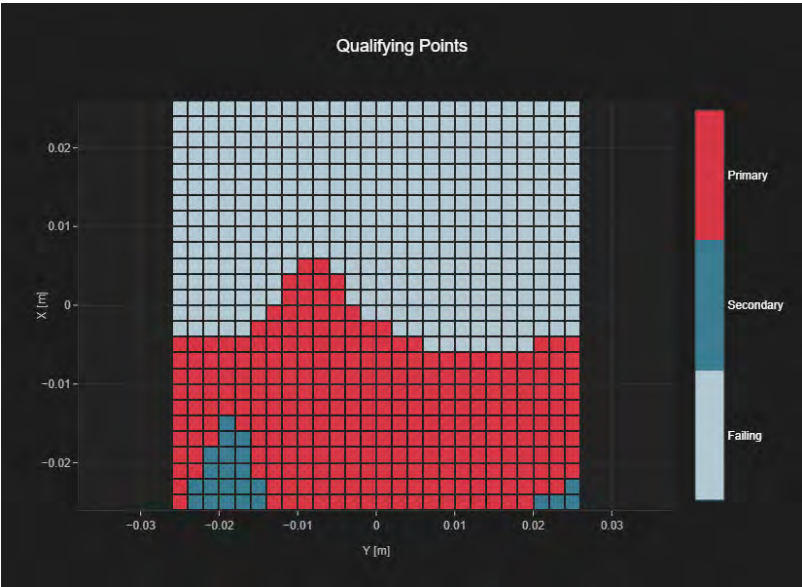 Qualifying Points
0.02
0.01
0
−0.01
−0.02
X [m]
−0.03
−0.02
−0.01
0
0.01
0.02
0.03
Y [m]
Primary
Secondary
Failing